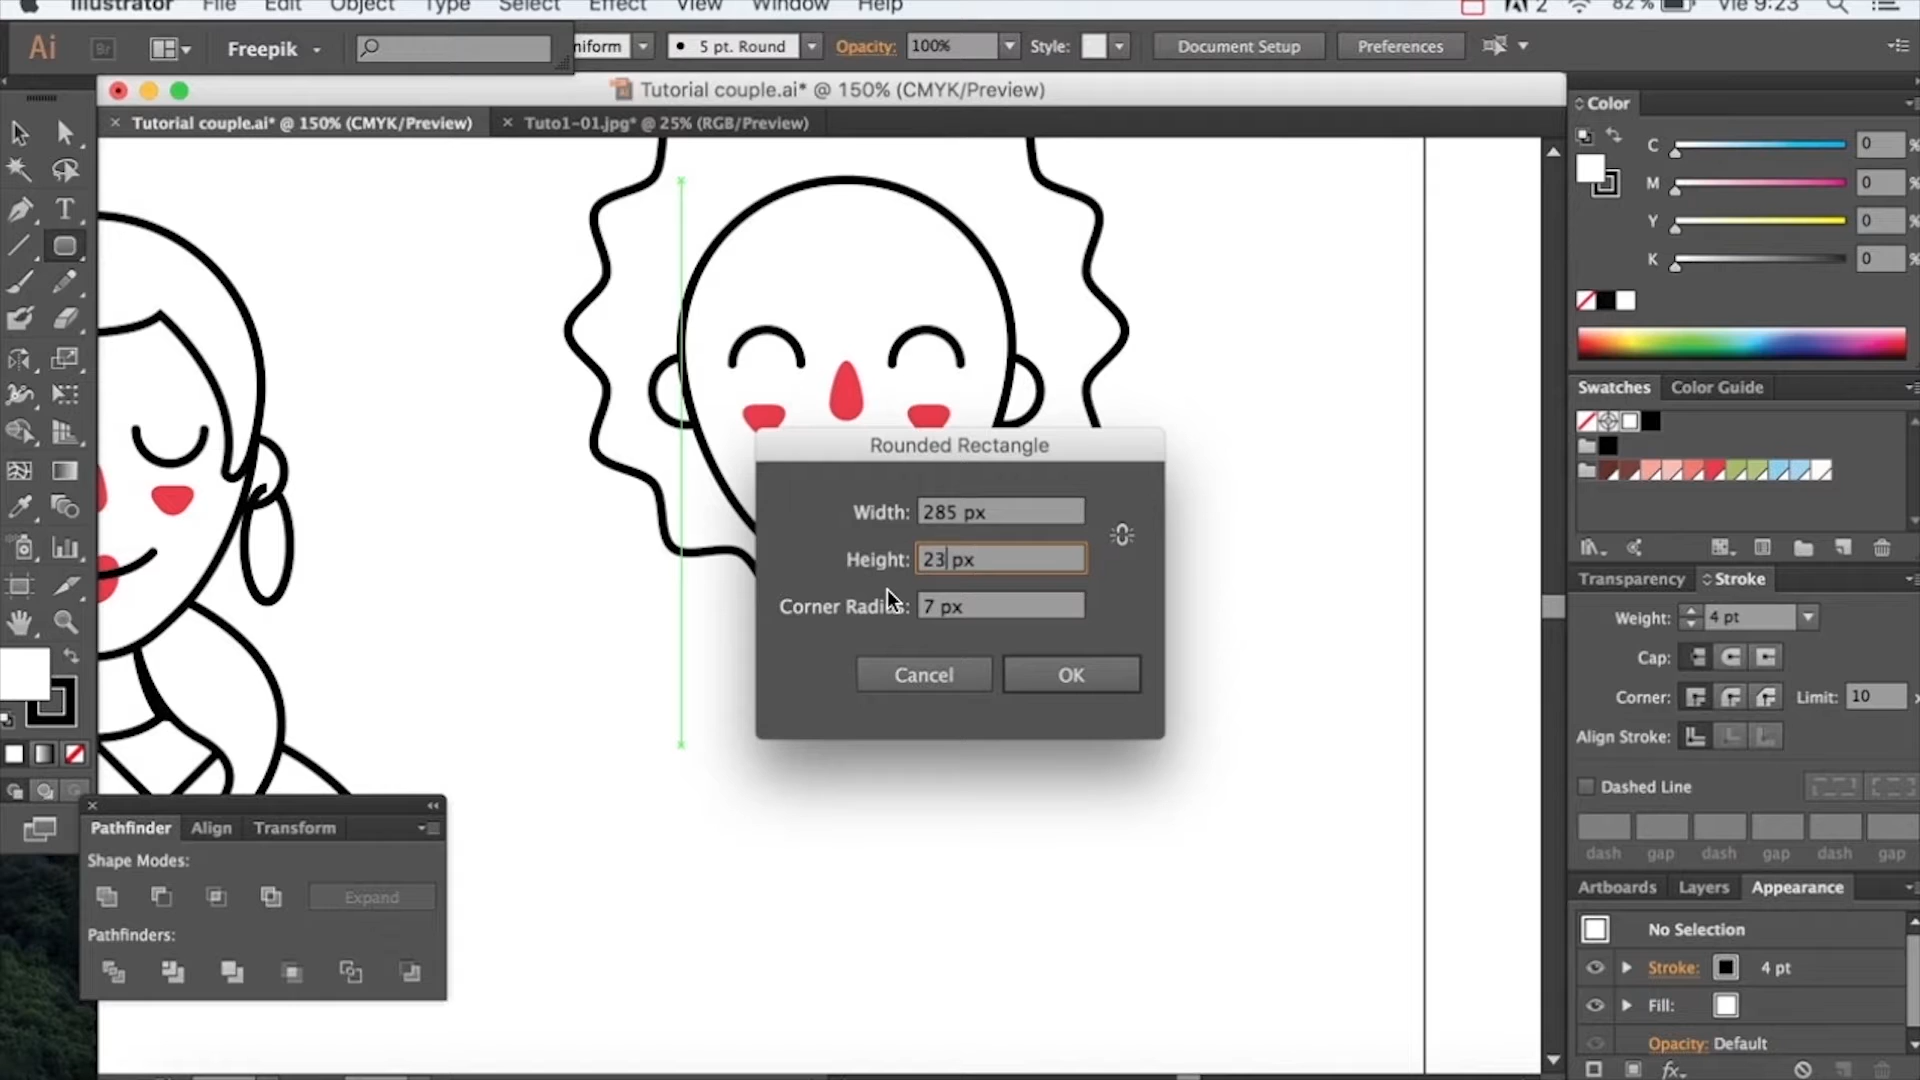 Illustrator File Edit Object Type Select Effect View Window Help 2 82 % Vie 9:23
Ai Br Freepik niform 5 pt. Round Opacity: 100% Style: Document Setup Preferences
Tutorial couple.ai* @ 150% (CMYK/Preview)
Tutorial couple.ai* @ 150% (CMYK/Preview) Tuto1-01.jpg* @ 25% (RGB/Preview)
Color
C 0 %
M 0 %
Y 0 %
K 0 %
Swatches Color Guide
Rounded Rectangle
Width: 285 px
Height: 23 px
Corner Radius: 7 px
Cancel OK
Transparency Stroke
Weight: 4 pt
Cap:
Corner: Limit: 10
Align Stroke:
Dashed Line
dash gap dash gap dash gap
Pathfinder Align Transform
Shape Modes:
Expand
Pathfinders:
Artboards Layers Appearance
No Selection
Stroke: 4 pt
Fill:
Opacity: Default
fx